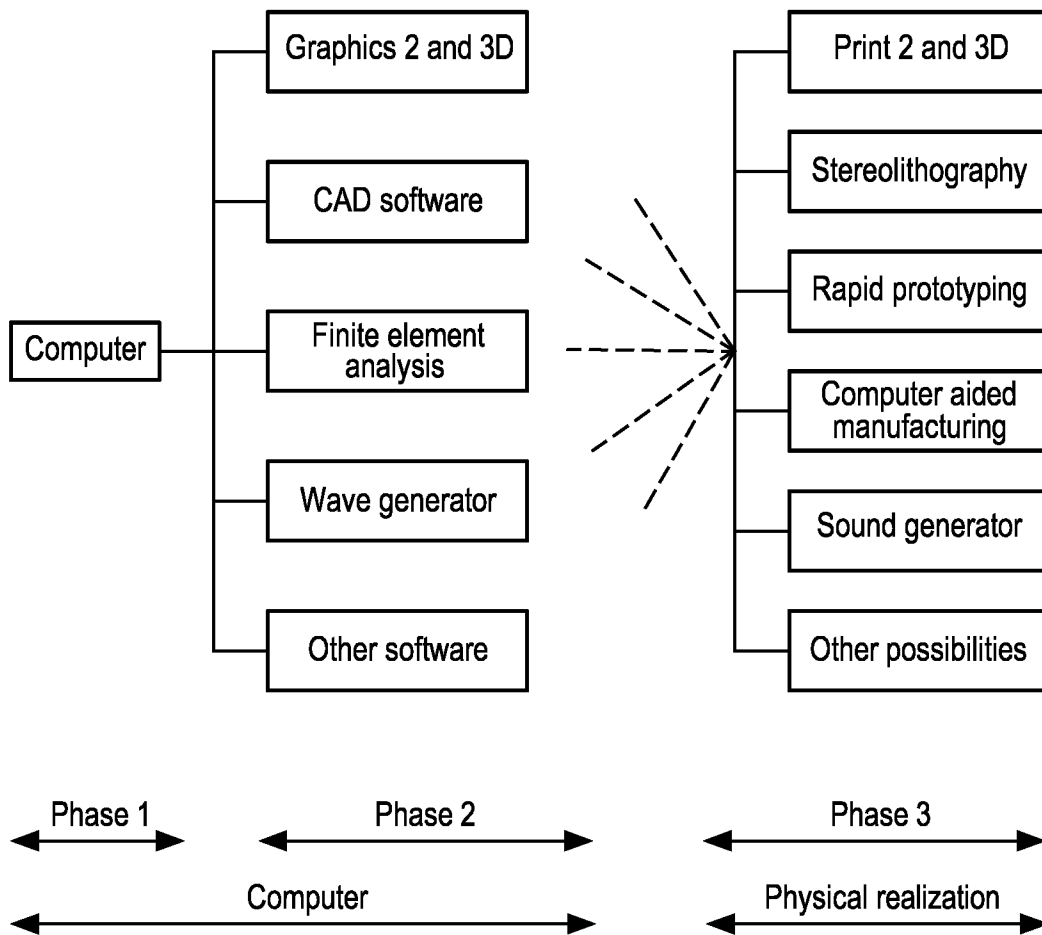 Graphics 2 and 3D
CAD software
Computer
Finite element
analysis
Wave generator
Other software
Print 2 and 3D
Stereolithography
Rapid prototyping
Computer aided
manufacturing
Sound generator
Other possibilities
Phase 1
Phase 2
Phase 3
Computer
Physical realization